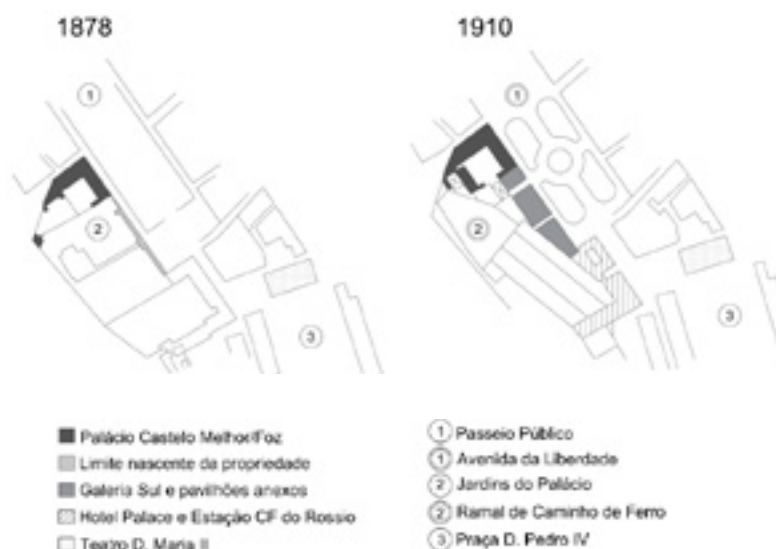 1878
1910
1
1
2
2
3
3
Palácio Castelo Melhor/Foz
Limite nascente da propriedade
Galeria Sul e pavilhões anexos
Hotel Palace e Estação CF do Rossio
Teatro D. Maria II
1 Passeio Público
1 Avenida da Liberdade
2 Jardins do Palácio
2 Ramal de Caminho de Ferro
3 Praça D. Pedro IV